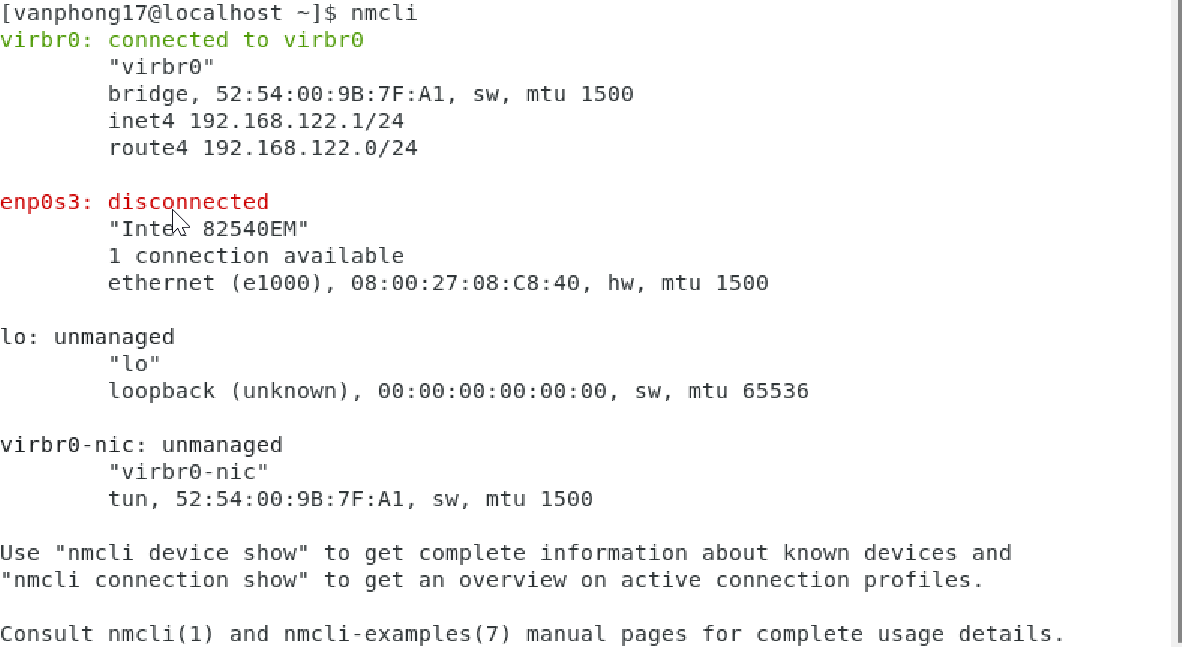 [vanphong17@localhost ~]$ nmcli
virbr0: connected to virbr0
"virbr0"
bridge, 52:54:00:9B:7F:A1, sw, mtu 1500
inet4 192.168.122.1/24
route4 192.168.122.0/24
enp0s3: disconnected
"Intel 82540EM"
1 connection available
ethernet (e1000), 08:00:27:08:C8:40, hw, mtu 1500
lo: unmanaged
"lo"
loopback (unknown), 00:00:00:00:00:00, sw, mtu 65536
virbr0-nic: unmanaged
"virbr0-nic"
tun, 52:54:00:9B:7F:A1, sw, mtu 1500
Use "nmcli device show" to get complete information about known devices and
"nmcli connection show" to get an overview on active connection profiles.
Consult nmcli(1) and nmcli-examples(7) manual pages for complete usage details.